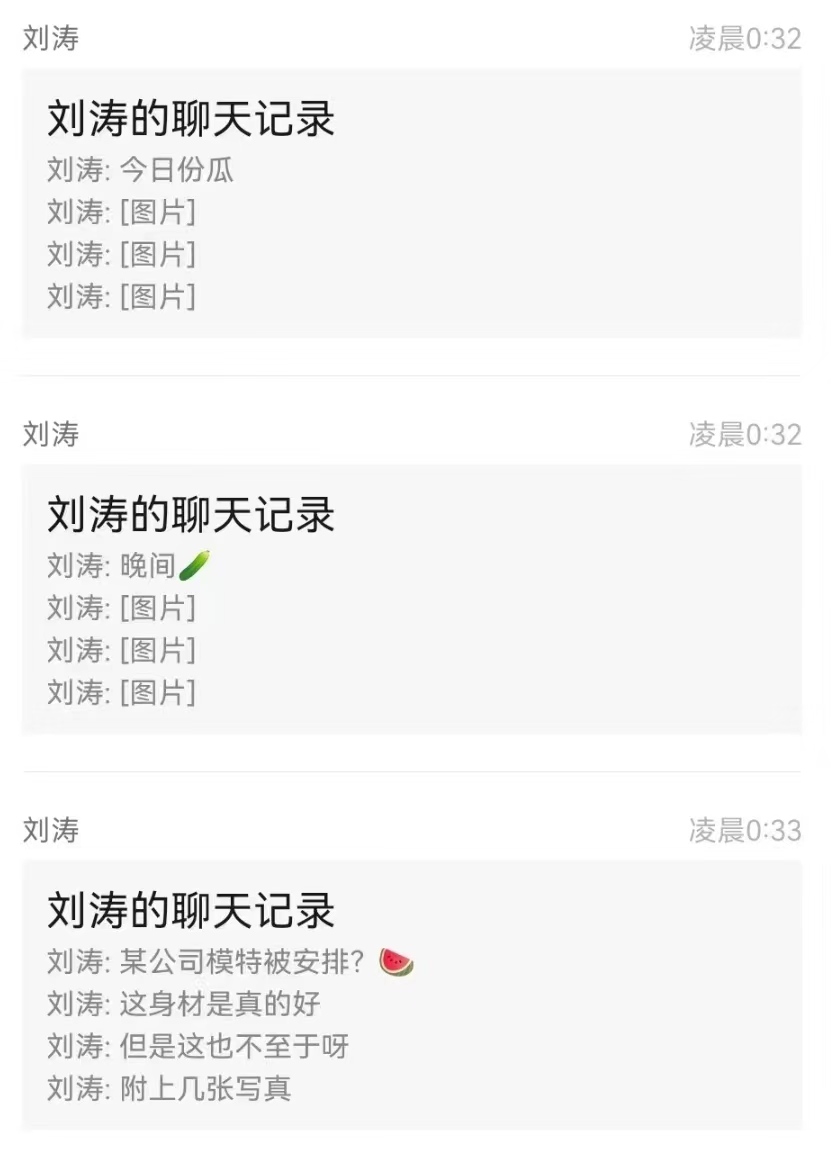 刘涛 凌晨0:32
刘涛的聊天记录
刘涛: 今日份瓜
刘涛: [图片]
刘涛: [图片]
刘涛: [图片]
刘涛 凌晨0:32
刘涛的聊天记录
刘涛: 晚间🥒
刘涛: [图片]
刘涛: [图片]
刘涛: [图片]
刘涛 凌晨0:33
刘涛的聊天记录
刘涛: 某公司模特被安排? 🍉
刘涛: 这身材是真的好
刘涛: 但是这也不至于呀
刘涛: 附上几张写真